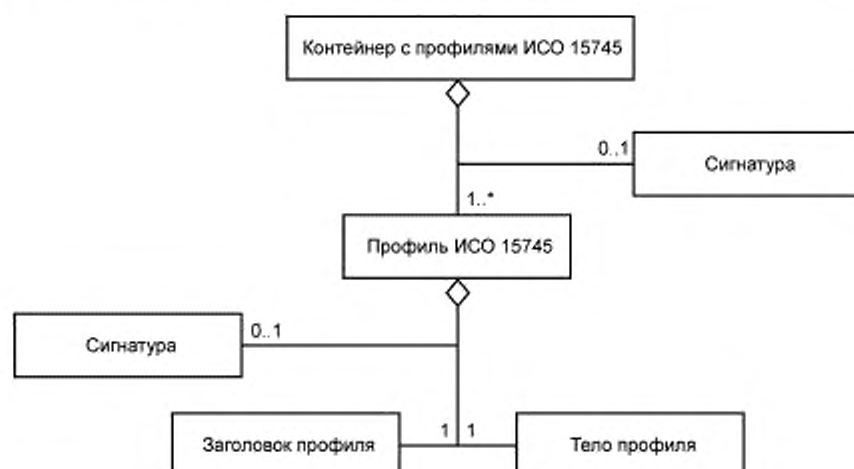 Контейнер с профилями ИСО 15745
0..1
Сигнатура
1..*
Профиль ИСО 15745
0..1
Сигнатура
Заголовок профиля
1
1
Тело профиля